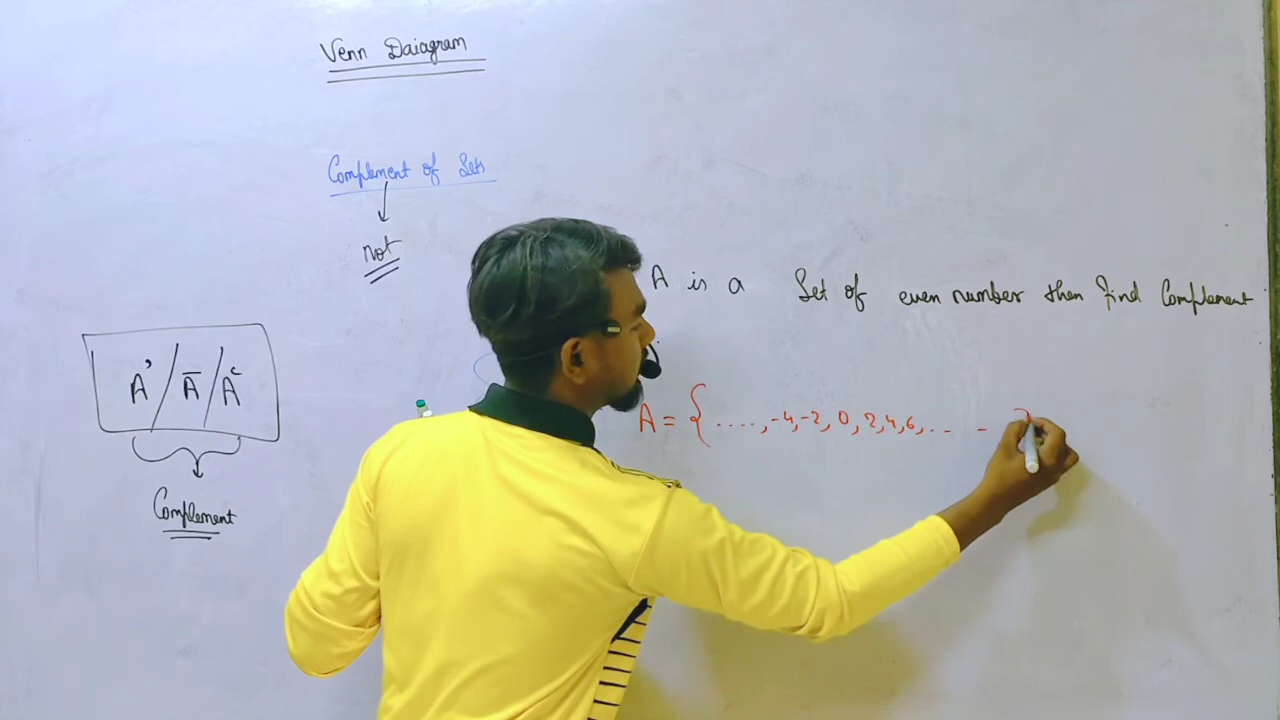 Venn Daiagram
Complement of Sets
Not
A is a Set of even number then find Complement
A' / Ā / Aᶜ
A = { ...., -4, -2, 0, 2, 4, 6, .. -
Complement